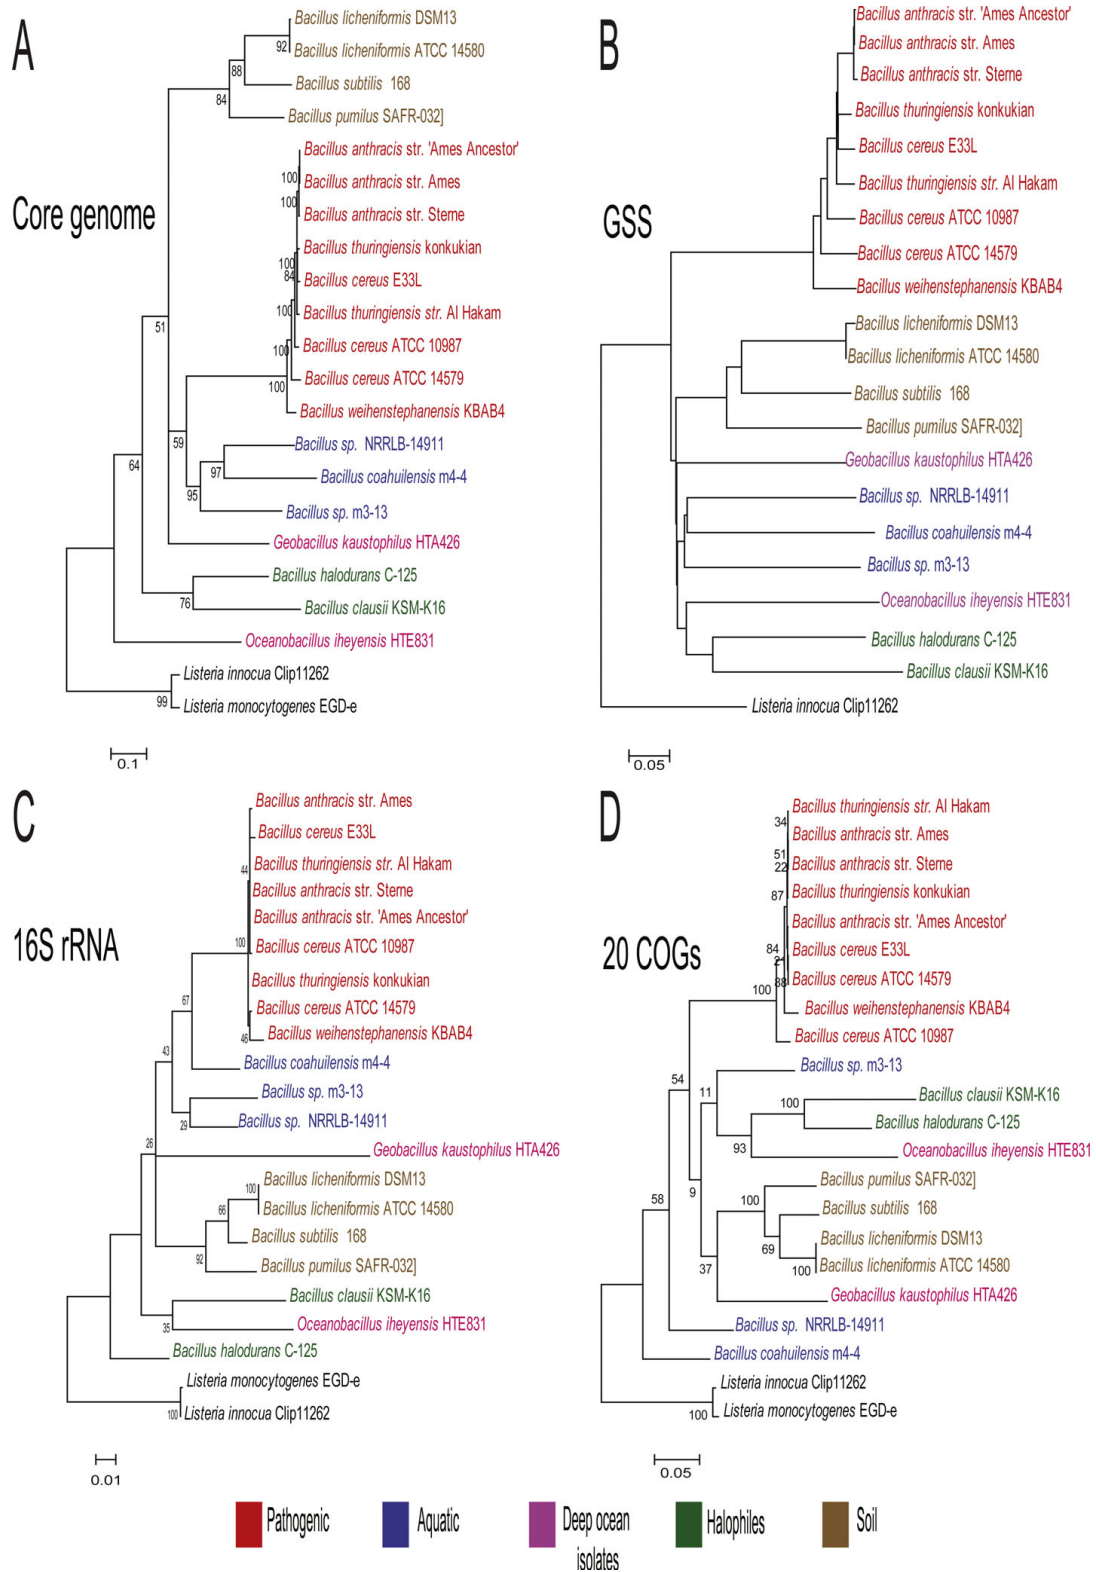 A
Core genome
Bacillus licheniformis DSM13
92
Bacillus licheniformis ATCC 14580
88
Bacillus subtilis 168
84
Bacillus pumilus SAFR-032]
Bacillus anthracis str. 'Ames Ancestor'
100
Bacillus anthracis str. Ames
100
Bacillus anthracis str. Sterne
Bacillus thuringiensis konkukian
100
84
Bacillus cereus E33L
100
Bacillus thuringiensis str. Al Hakam
51
100
Bacillus cereus ATCC 10987
100
Bacillus cereus ATCC 14579
Bacillus weihenstephanensis KBAB4
59
Bacillus sp. NRRLB-14911
64
97
Bacillus coahuilensis m4-4
95
Bacillus sp. m3-13
Geobacillus kaustophilus HTA426
Bacillus halodurans C-125
76
Bacillus clausii KSM-K16
Oceanobacillus iheyensis HTE831
Listeria innocua Clip11262
99
Listeria monocytogenes EGD-e
0.1
B
GSS
Bacillus anthracis str. 'Ames Ancestor'
Bacillus anthracis str. Ames
Bacillus anthracis str. Sterne
Bacillus thuringiensis konkukian
Bacillus cereus E33L
Bacillus thuringiensis str. Al Hakam
Bacillus cereus ATCC 10987
Bacillus cereus ATCC 14579
Bacillus weihenstephanensis KBAB4
Bacillus licheniformis DSM13
Bacillus licheniformis ATCC 14580
Bacillus subtilis 168
Bacillus pumilus SAFR-032]
Geobacillus kaustophilus HTA426
Bacillus sp. NRRLB-14911
Bacillus coahuilensis m4-4
Bacillus sp. m3-13
Oceanobacillus iheyensis HTE831
Bacillus halodurans C-125
Bacillus clausii KSM-K16
Listeria innocua Clip11262
0.05
C
16S rRNA
Bacillus anthracis str. Ames
Bacillus cereus E33L
44
Bacillus thuringiensis str. Al Hakam
Bacillus anthracis str. Sterne
Bacillus anthracis str. 'Ames Ancestor'
100
Bacillus cereus ATCC 10987
Bacillus thuringiensis konkukian
67
Bacillus cereus ATCC 14579
46
Bacillus weihenstephanensis KBAB4
43
Bacillus coahuilensis m4-4
Bacillus sp. m3-13
29
Bacillus sp. NRRLB-14911
26
Geobacillus kaustophilus HTA426
Bacillus licheniformis DSM13
100
Bacillus licheniformis ATCC 14580
66
Bacillus subtilis 168
92
Bacillus pumilus SAFR-032]
Bacillus clausii KSM-K16
35
Oceanobacillus iheyensis HTE831
Bacillus halodurans C-125
Listeria monocytogenes EGD-e
100
Listeria innocua Clip11262
0.01
D
20 COGs
Bacillus thuringiensis str. Al Hakam
34
Bacillus anthracis str. Ames
51
22
Bacillus anthracis str. Sterne
87
Bacillus thuringiensis konkukian
Bacillus anthracis str. 'Ames Ancestor'
84
Bacillus cereus E33L
88
Bacillus cereus ATCC 14579
100
Bacillus weihenstephanensis KBAB4
Bacillus cereus ATCC 10987
Bacillus sp. m3-13
54
11
Bacillus clausii KSM-K16
100
Bacillus halodurans C-125
93
Oceanobacillus iheyensis HTE831
Bacillus pumilus SAFR-032]
9
100
58
Bacillus subtilis 168
Bacillus licheniformis DSM13
69
100
Bacillus licheniformis ATCC 14580
37
Geobacillus kaustophilus HTA426
Bacillus sp. NRRLB-14911
Bacillus coahuilensis m4-4
Listeria innocua Clip11262
100
Listeria monocytogenes EGD-e
0.05
Pathogenic
Aquatic
Deep ocean
isolates
Halophiles
Soil